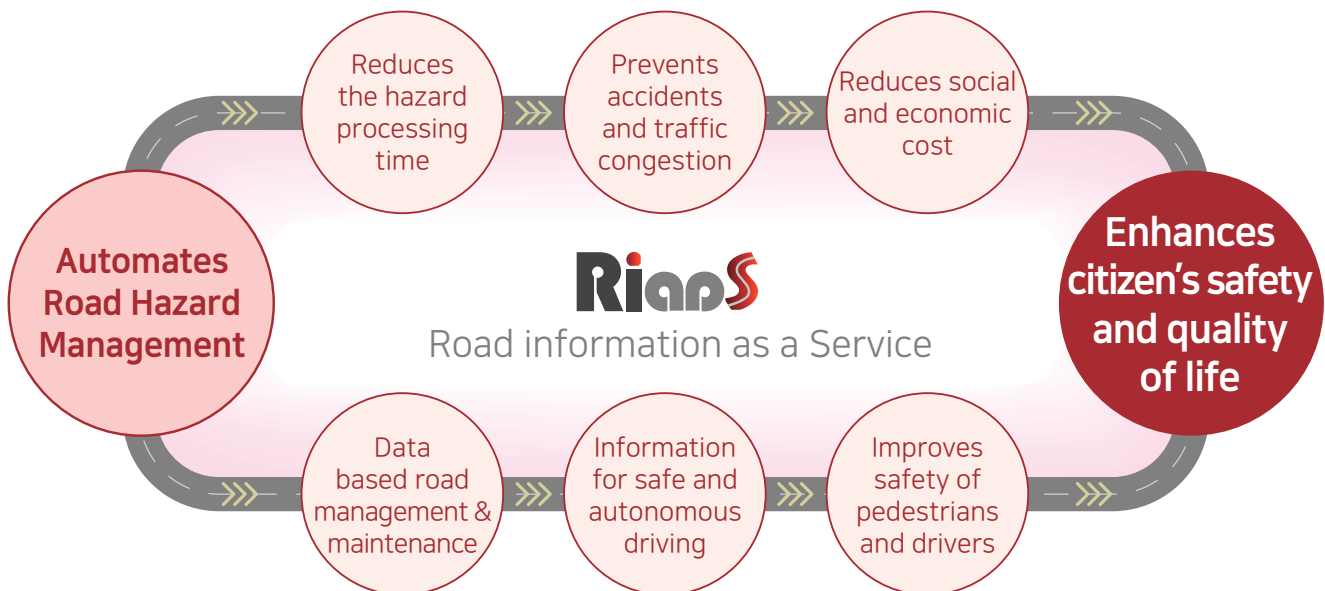 Reduces
the hazard
processing
time
Prevents
accidents
and traffic
congestion
Reduces social
and economic
cost
Automates
Road Hazard
Management
RiaaS
Road information as a Service
Enhances
citizen's safety
and quality
of life
Data
based road
management &
maintenance
Information
for safe and
autonomous
driving
Improves
safety of
pedestrians
and drivers